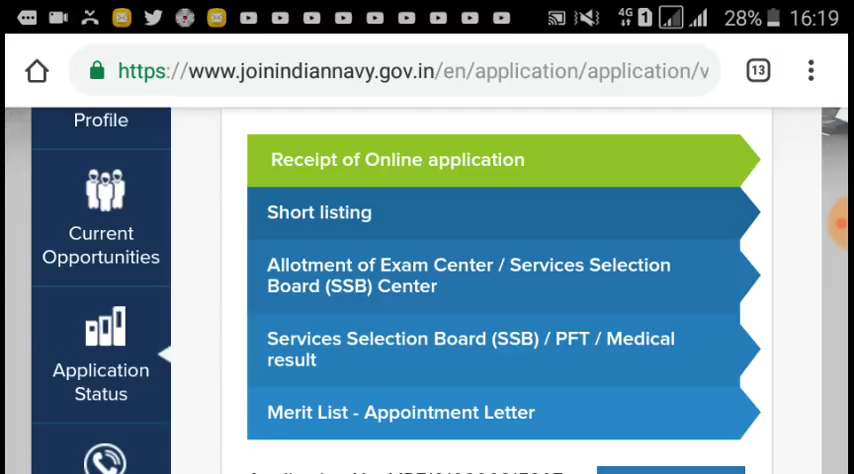 4G 1 28% 16:19
https://www.joinindiannavy.gov.in/en/application/application/v
13
Profile
Current
Opportunities
Application
Status
Receipt of Online application
Short listing
Allotment of Exam Center / Services Selection
Board (SSB) Center
Services Selection Board (SSB) / PFT / Medical
result
Merit List - Appointment Letter